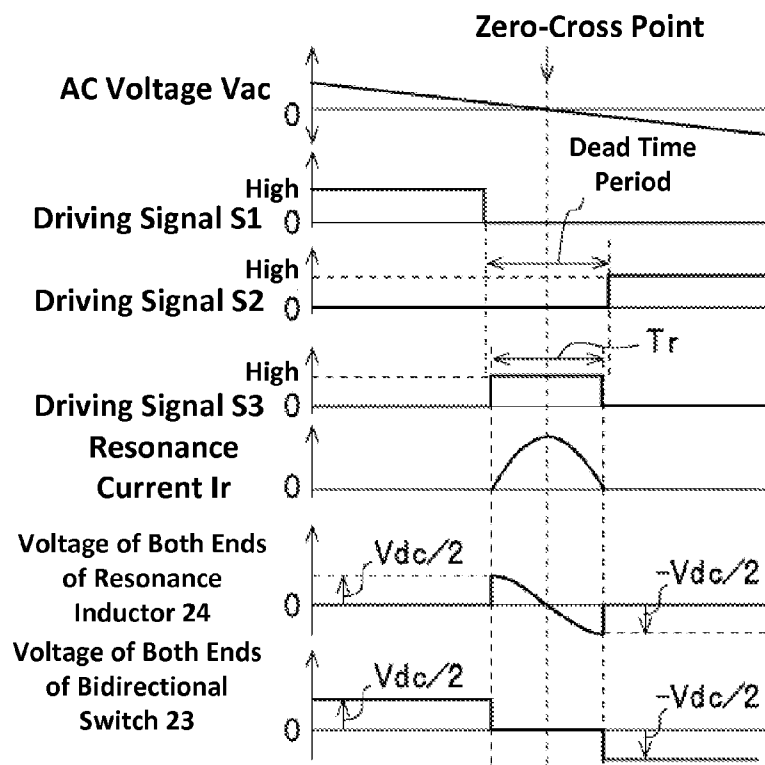 Zero-Cross Point
AC Voltage Vac
0
Dead Time
Period
High
Driving Signal S1
0
High
Driving Signal S2
0
Tr
High
Driving Signal S3
0
Resonance
Current Ir
0
Voltage of Both Ends
of Resonance
Inductor 24
0
Vdc/2
-Vdc/2
Voltage of Both Ends
of Bidirectional
Switch 23
0
Vdc/2
-Vdc/2